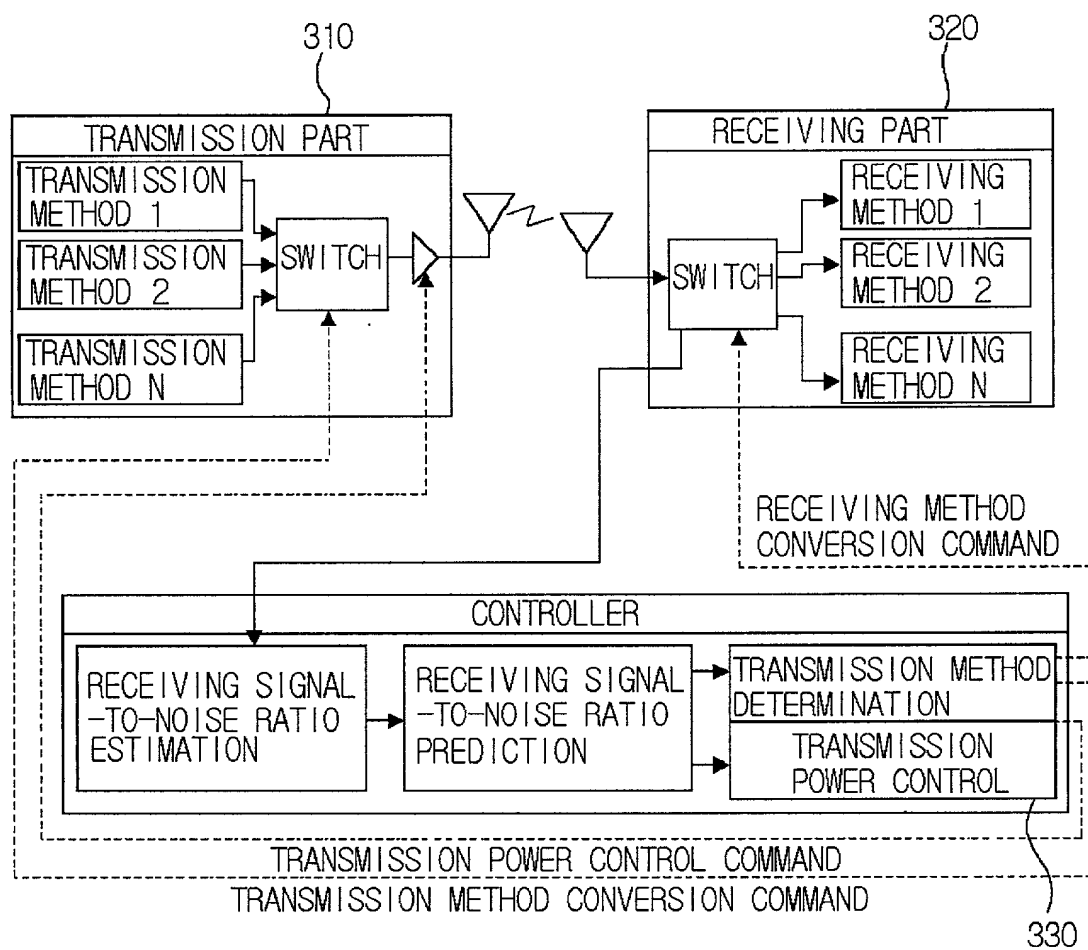 310
320
TRANSMISSION PART
TRANSMISSION
METHOD 1
TRANSMISSION
METHOD 2
TRANSMISSION
METHOD N
SWITCH
RECEIVING PART
SWITCH
RECEIVING
METHOD 1
RECEIVING
METHOD 2
RECEIVING
METHOD N
RECEIVING METHOD
CONVERSION COMMAND
CONTROLLER
RECEIVING SIGNAL
-TO-NOISE RATIO
ESTIMATION
RECEIVING SIGNAL
-TO-NOISE RATIO
PREDICTION
TRANSMISSION METHOD
DETERMINATION
TRANSMISSION
POWER CONTROL
TRANSMISSION POWER CONTROL COMMAND
TRANSMISSION METHOD CONVERSION COMMAND
330